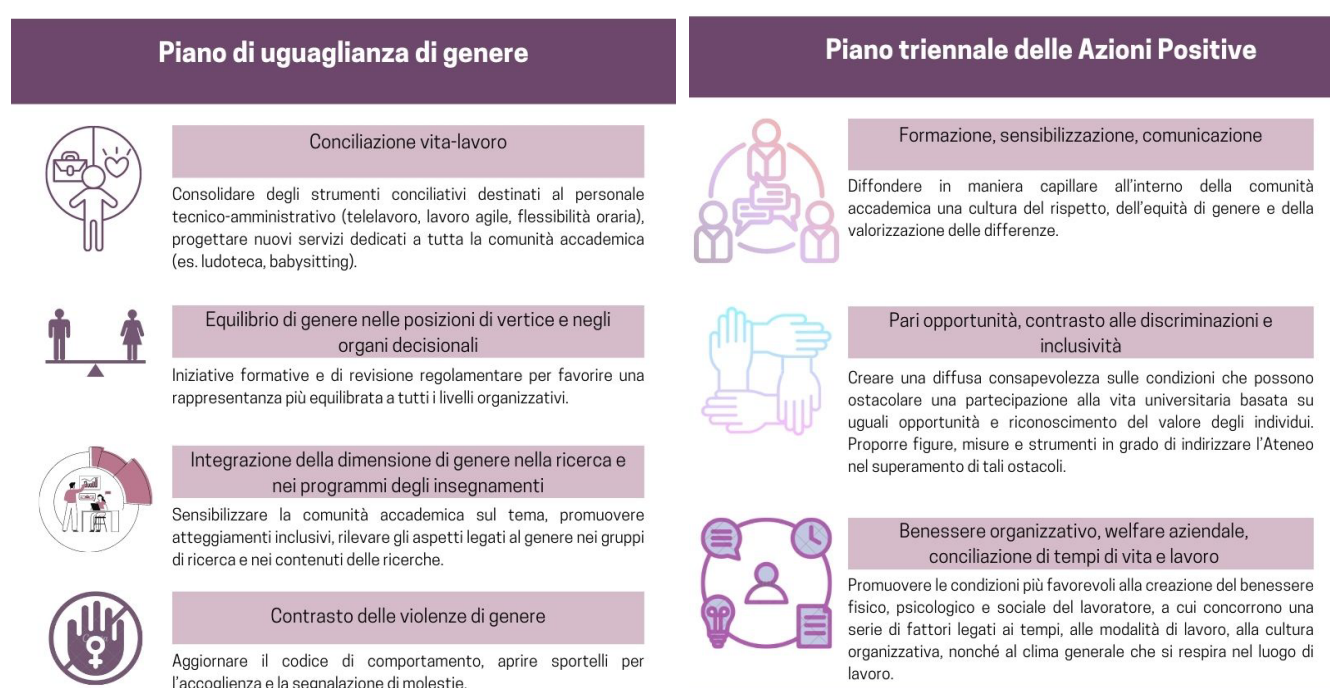 Piano di uguaglianza di genere
Conciliazione vita-lavoro
Consolidare degli strumenti conciliativi destinati al personale
tecnico-amministrativo (telelavoro, lavoro agile, flessibilità oraria),
progettare nuovi servizi dedicati a tutta la comunità accademica
(es. ludoteca, babysitting).
Equilibrio di genere nelle posizioni di vertice e negli
organi decisionali
Iniziative formative e di revisione regolamentare per favorire una
rappresentanza più equilibrata a tutti i livelli organizzativi.
Integrazione della dimensione di genere nella ricerca e
nei programmi degli insegnamenti
Sensibilizzare la comunità accademica sul tema, promuovere
atteggiamenti inclusivi, rilevare gli aspetti legati al genere nei gruppi
di ricerca e nei contenuti delle ricerche.
Contrasto delle violenze di genere
Aggiornare il codice di comportamento, aprire sportelli per
l'accoglienza e la segnalazione di molestie.
Piano triennale delle Azioni Positive
Formazione, sensibilizzazione, comunicazione
Diffondere in maniera capillare all'interno della comunità
accademica una cultura del rispetto, dell'equità di genere e della
valorizzazione delle differenze.
Pari opportunità, contrasto alle discriminazioni e
inclusività
Creare una diffusa consapevolezza sulle condizioni che possono
ostacolare una partecipazione alla vita universitaria basata su
uguali opportunità e riconoscimento del valore degli individui.
Proporre figure, misure e strumenti in grado di indirizzare l'Ateneo
nel superamento di tali ostacoli.
Benessere organizzativo, welfare aziendale,
conciliazione di tempi di vita e lavoro
Promuovere le condizioni più favorevoli alla creazione del benessere
fisico, psicologico e sociale del lavoratore, a cui concorrono una
serie di fattori legati ai tempi, alle modalità di lavoro, alla cultura
organizzativa, nonché al clima generale che si respira nel luogo di
lavoro.